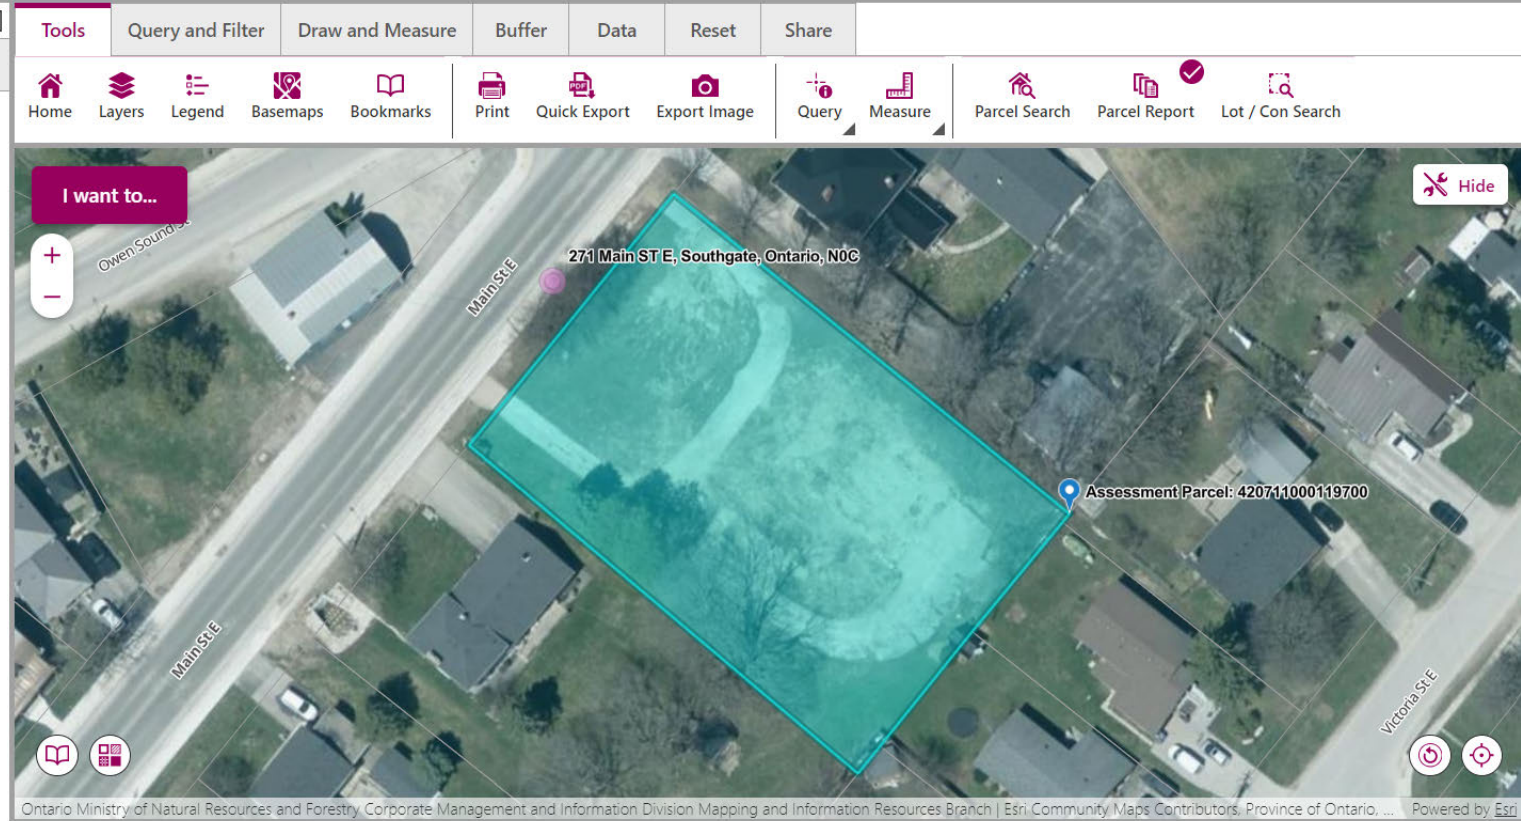 Tools
Query and Filter
Draw and Measure
Buffer
Data
Reset
Share
Home
Layers
Legend
Basemaps
Bookmarks
Print
PDF
Quick Export
Export Image
Query
Measure
Parcel Search
Parcel Report
Lot / Con Search
I want to...
Hide
Owen Sound St
+
−
Main St E
271 Main ST E, Southgate, Ontario, N0C
Assessment Parcel: 420711000119700
Main St E
Victoria St E
Ontario Ministry of Natural Resources and Forestry Corporate Management and Information Division Mapping and Information Resources Branch | Esri Community Maps Contributors, Province of Ontario, ...
Powered by Esri